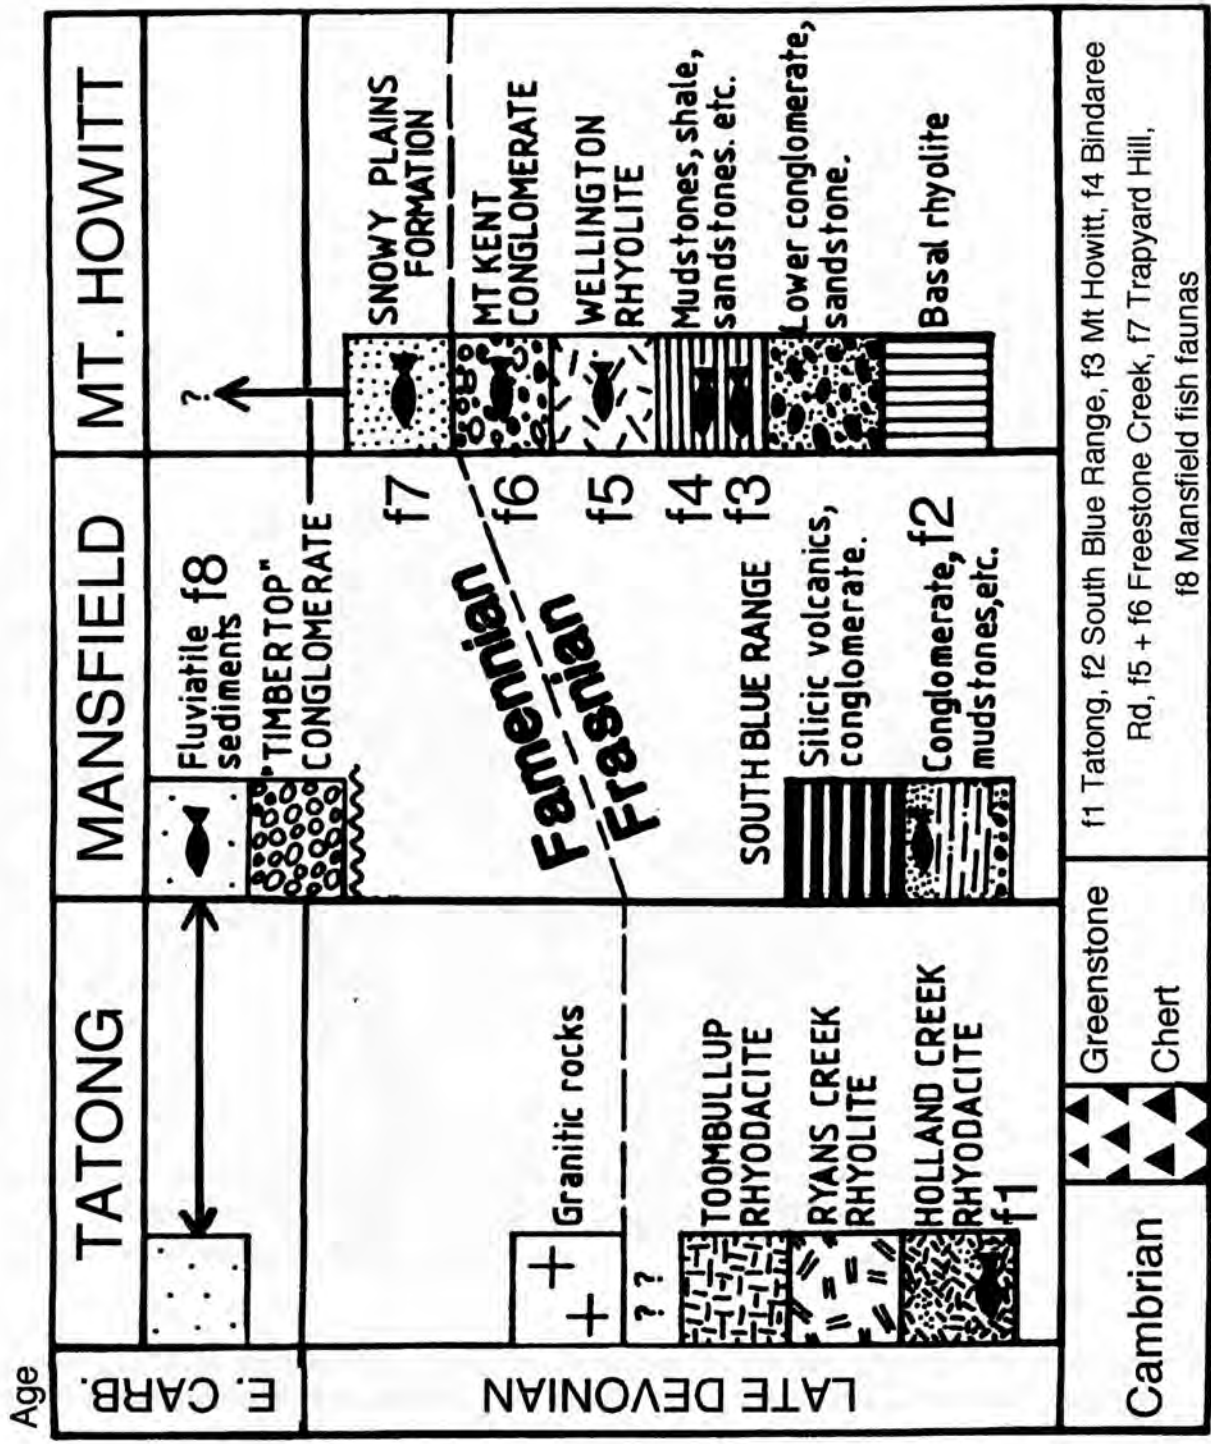 Age
TATONG
MANSFIELD
MT. HOWITT
E. CARB.
LATE DEVONIAN
Granitic rocks
? ?
TOOMBULLUP
RHYODACITE
RYANS CREEK
RHYOLITE
HOLLAND CREEK
RHYODACITE
f1
Fluviatile
sediments f8
"TIMBERTOP"
CONGLOMERATE
Famennian
Frasnian
SOUTH BLUE RANGE
Silicic volcanics,
conglomerate.
Conglomerate, f2
mudstones,etc.
f7
f6
f5
f4
f3
?
SNOWY PLAINS
FORMATION
MT KENT
CONGLOMERATE
WELLINGTON
RHYOLITE
Mudstones, shale,
sandstones. etc.
Lower conglomerate,
sandstone.
Basal rhyolite
Cambrian
Greenstone
Chert
f1 Tatong, f2 South Blue Range, f3 Mt Howitt, f4 Bindaree
Rd, f5 + f6 Freestone Creek, f7 Trapyard Hill,
f8 Mansfield fish faunas